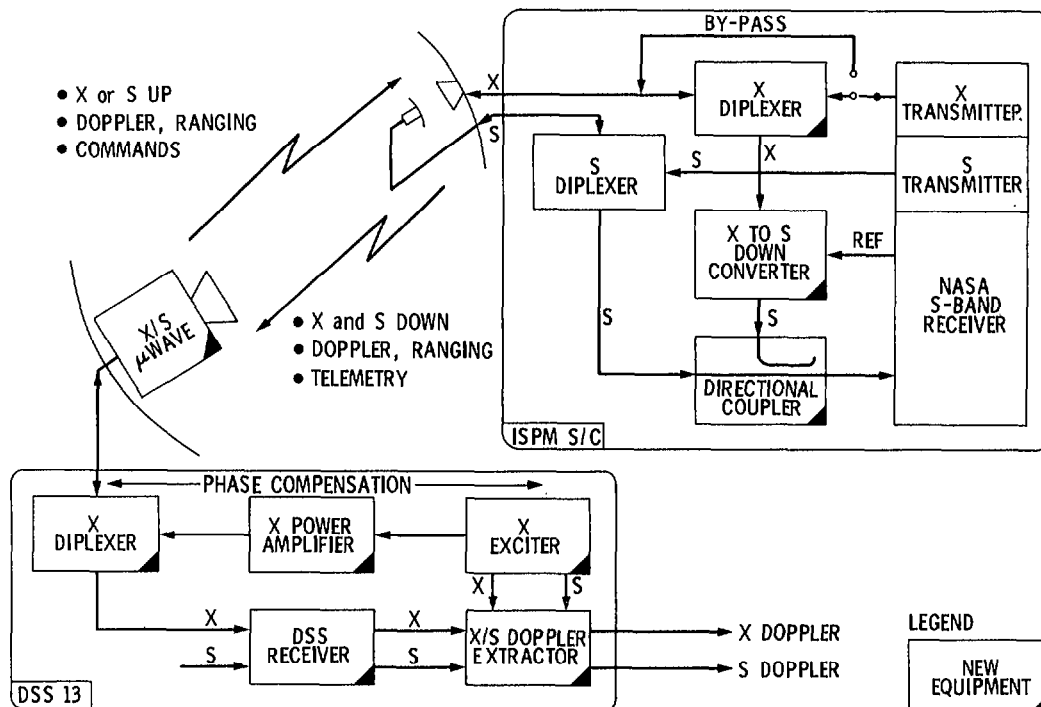 BY-PASS
• X or S UP
• DOPPLER, RANGING
• COMMANDS
X
S
X
DIPLEXER
X
TRANSMITTER
S
DIPLEXER
S
X
S
TRANSMITTER
X TO S
DOWN
CONVERTER
REF
NASA
S-BAND
RECEIVER
S
S
DIRECTIONAL
COUPLER
ISPM S/C
X/S
μWAVE
• X and S DOWN
• DOPPLER, RANGING
• TELEMETRY
PHASE COMPENSATION
X
DIPLEXER
X POWER
AMPLIFIER
X
EXCITER
X
S
X
S
DSS
RECEIVER
X
S
X/S DOPPLER
EXTRACTOR
X DOPPLER
S DOPPLER
DSS 13
LEGEND
NEW
EQUIPMENT